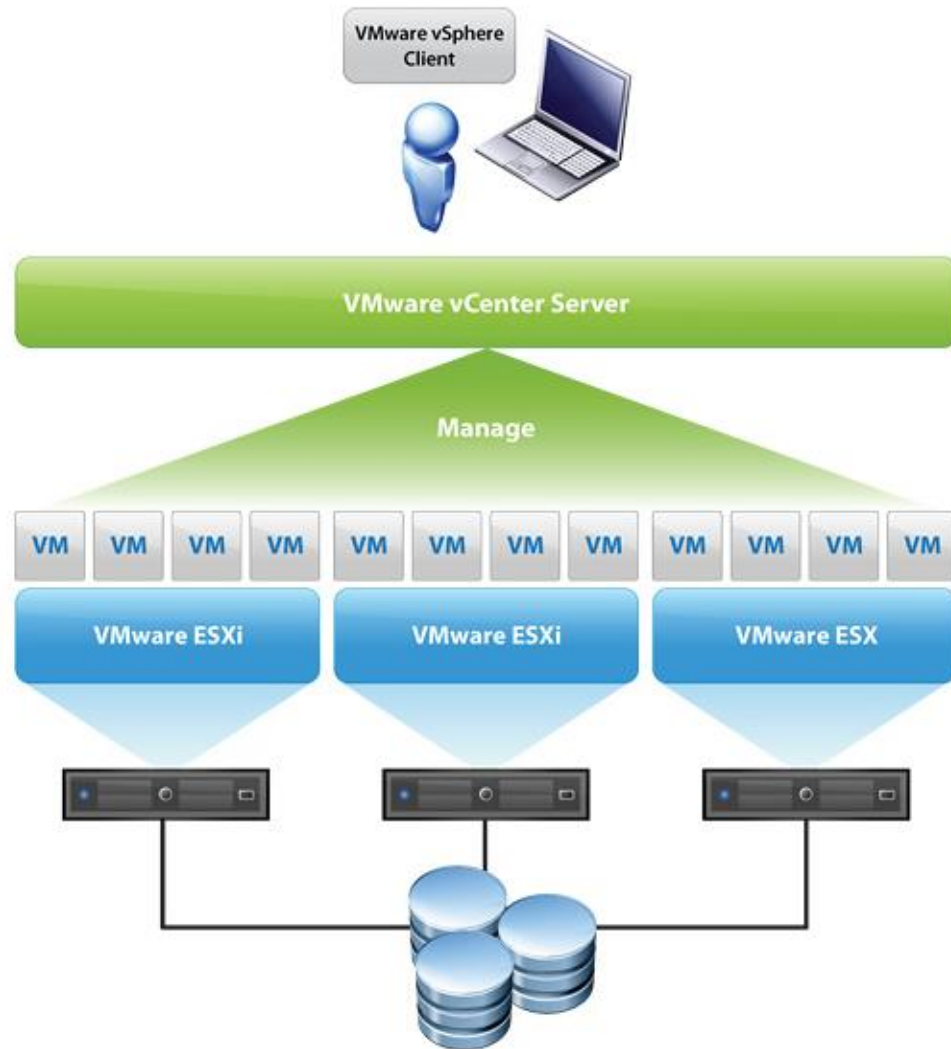 VMware vSphere
Client
VMware vCenter Server
Manage
VM VM VM VM VM VM VM VM VM VM VM VM
VMware ESXi VMware ESXi VMware ESX